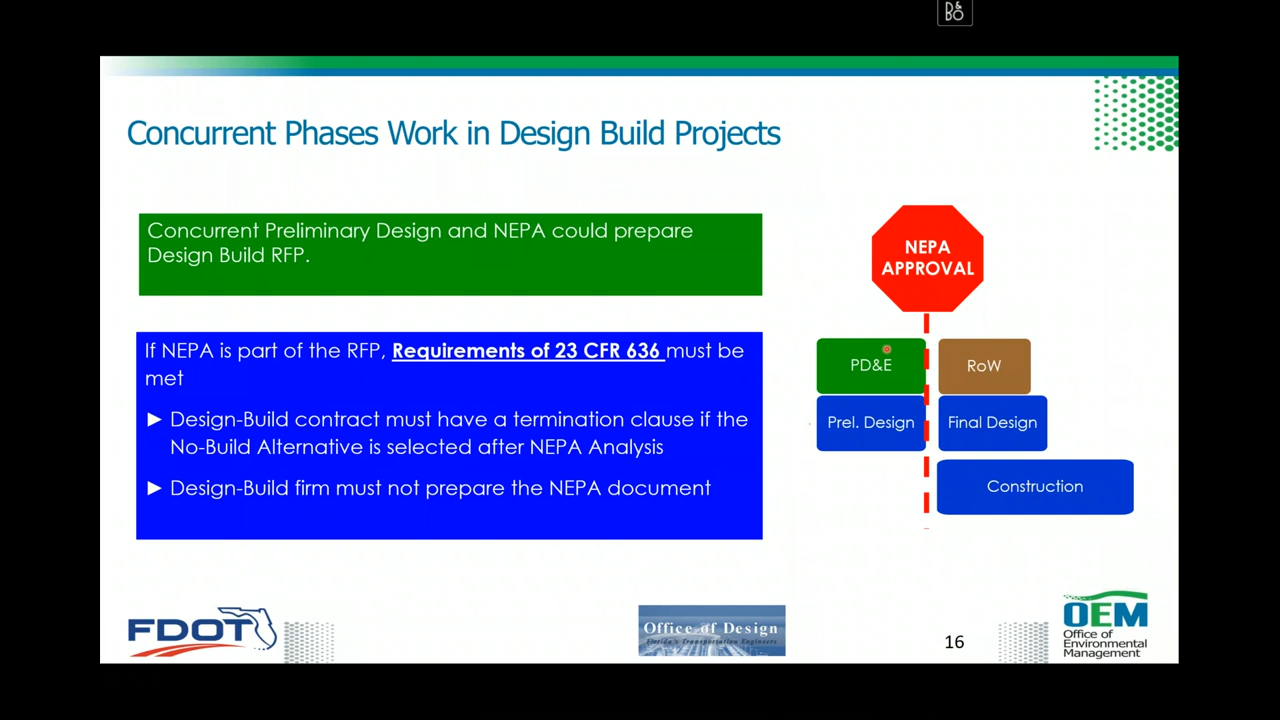 B&O
Concurrent Phases Work in Design Build Projects
Concurrent Preliminary Design and NEPA could prepare
Design Build RFP.
If NEPA is part of the RFP, Requirements of 23 CFR 636 must be
met
► Design-Build contract must have a termination clause if the
No-Build Alternative is selected after NEPA Analysis
► Design-Build firm must not prepare the NEPA document
NEPA
APPROVAL
PD&E
RoW
Prel. Design
Final Design
Construction
FDOT
Office of Design
Florida's Transportation Engineers
16
OEM
Office of
Environmental
Management